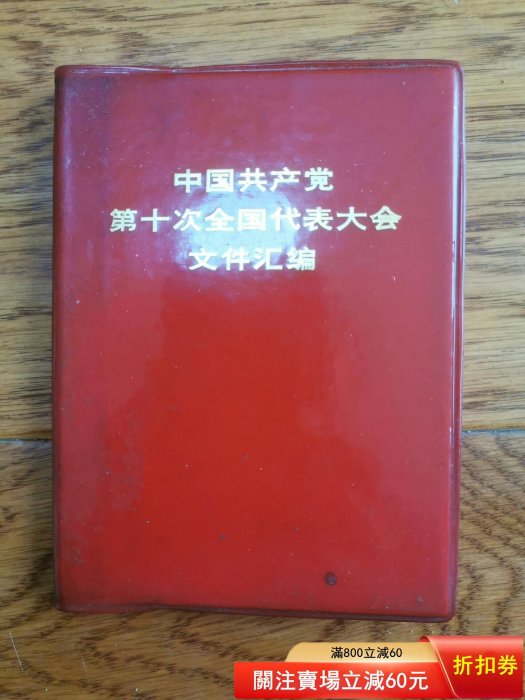 中国共产党
第十次全国代表大会
文件汇编
滿800立減60
關注賣場立減60元
折扣券